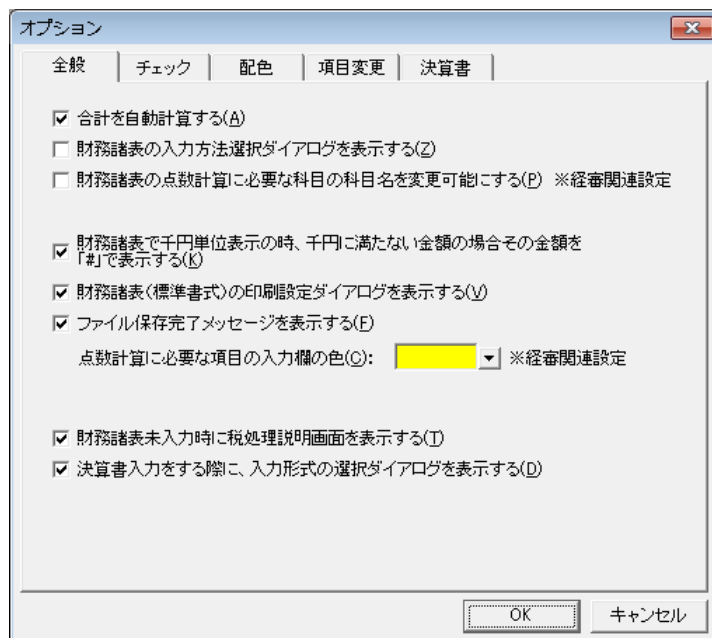 オプション
全般 チェック 配色 項目変更 決算書
合計を自動計算する(A)
財務諸表の入力方法選択ダイアログを表示する(Z)
財務諸表の点数計算に必要な科目の科目名を変更可能にする(P) ※経審関連設定
財務諸表で千円単位表示の時、千円に満たない金額の場合その金額を
「#」で表示する(K)
財務諸表(標準書式)の印刷設定ダイアログを表示する(V)
ファイル保存完了メッセージを表示する(F)
点数計算に必要な項目の入力欄の色(C): ※経審関連設定
財務諸表未入力時に税処理説明画面を表示する(T)
決算書入力をする際に、入力形式の選択ダイアログを表示する(D)
OK キャンセル